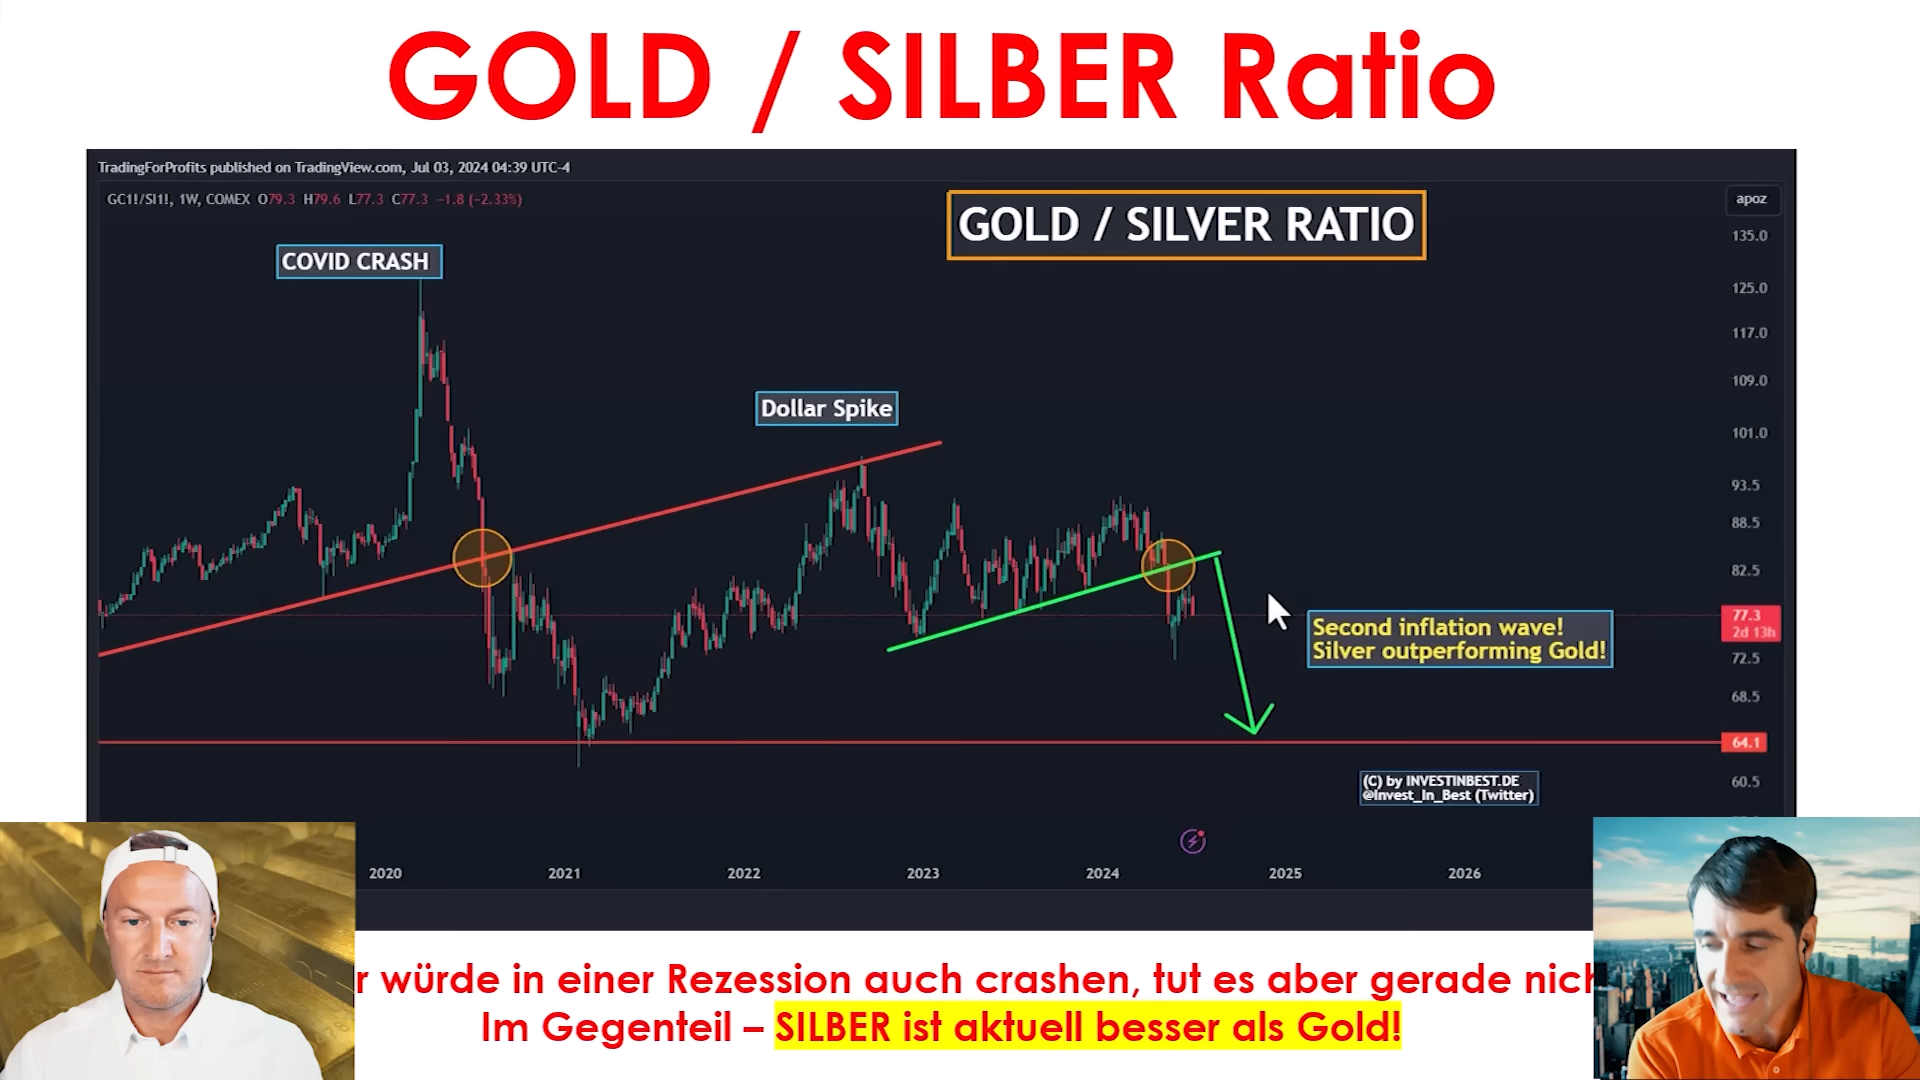 GOLD / SILBER Ratio
TradingForProfits published on TradingView.com, Jul 03, 2024 04:39 UTC-4
GC1!/SI1!, 1W, COMEX O79.3 H79.6 L77.3 C77.3 −1.8 (−2.33%)
GOLD / SILVER RATIO
apoz
135.0
COVID CRASH
125.0
117.0
109.0
Dollar Spike
101.0
93.5
88.5
82.5
77.3
2d 13h
Second inflation wave!
Silver outperforming Gold!
72.5
68.5
64.1
60.5
(C) by INVESTINBEST.DE
@Invest_In_Best (Twitter)
2020 2021 2022 2023 2024 2025 2026
würde in einer Rezession auch crashen, tut es aber gerade
Im Gegenteil – SILBER ist aktuell besser als Gold!